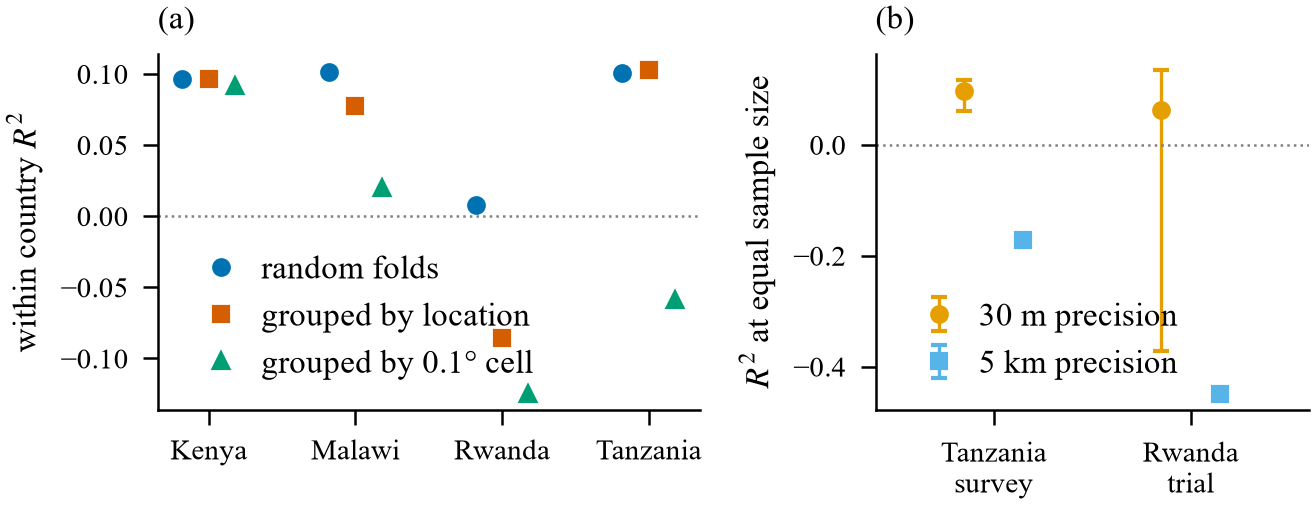 (a)
within country R²
0.10
0.05
0.00
−0.05
−0.10
random folds
grouped by location
grouped by 0.1° cell
Kenya
Malawi
Rwanda
Tanzania
(b)
R² at equal sample size
0.0
−0.2
−0.4
30 m precision
5 km precision
Tanzania
survey
Rwanda
trial